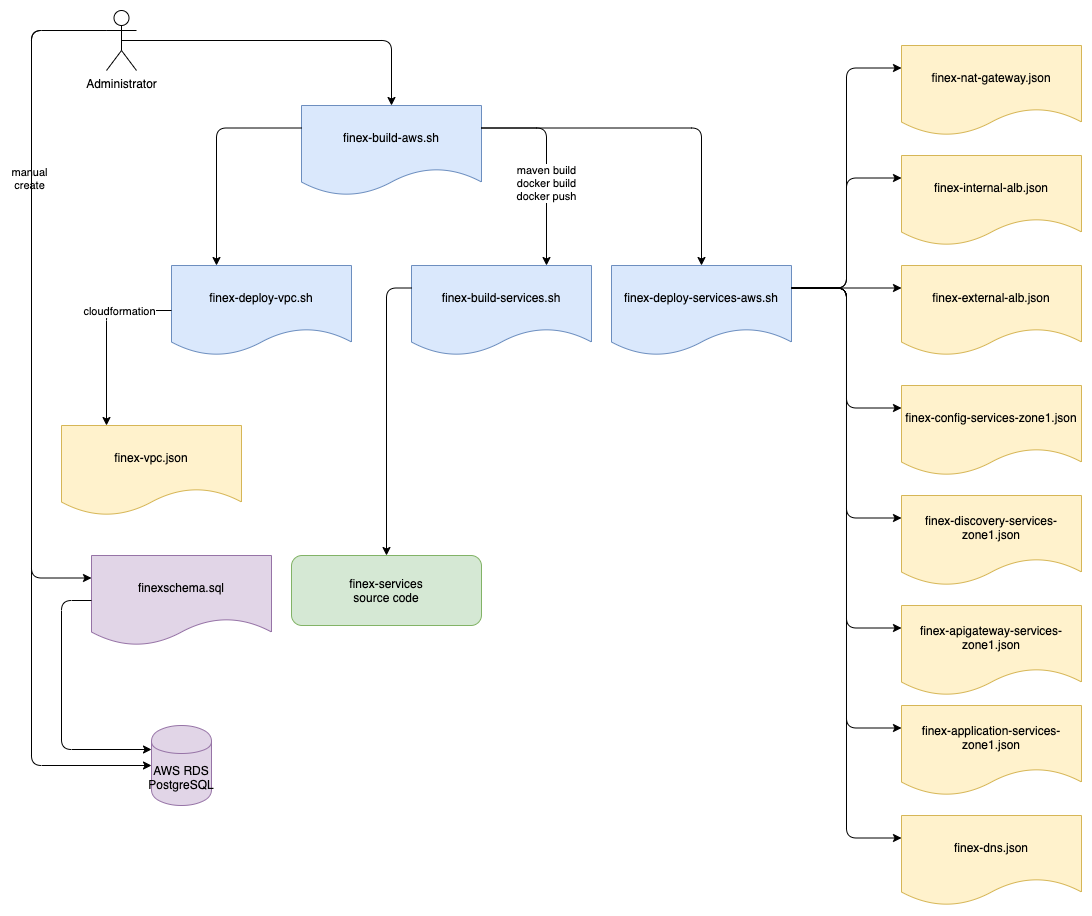 Administrator
finex-nat-gateway.json
finex-build-aws.sh
manual
create
maven build
docker build
docker push
finex-internal-alb.json
finex-deploy-vpc.sh
finex-build-services.sh
finex-deploy-services-aws.sh
finex-external-alb.json
cloudformation
finex-config-services-zone1.json
finex-vpc.json
finex-discovery-services-
zone1.json
finexschema.sql
finex-services
source code
finex-apigateway-services-
zone1.json
finex-application-services-
zone1.json
AWS RDS
PostgreSQL
finex-dns.json